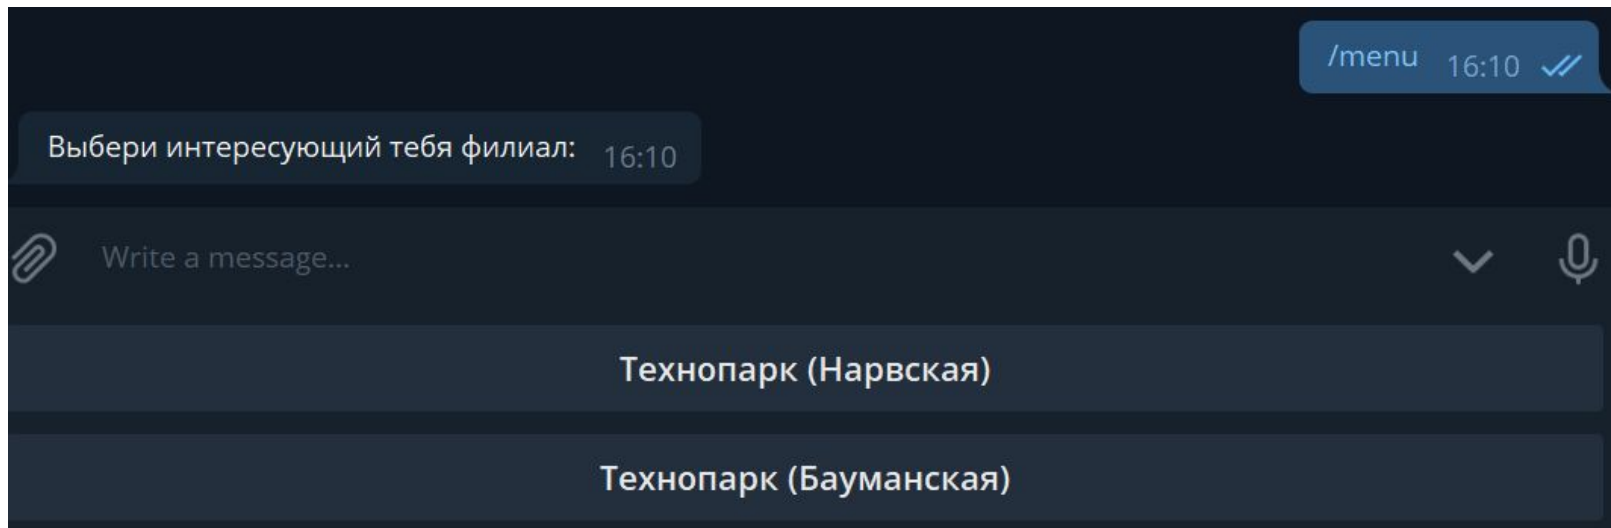 /menu 16:10
Выбери интересующий тебя филиал: 16:10
Write a message...
Технопарк (Нарвская)
Технопарк (Бауманская)